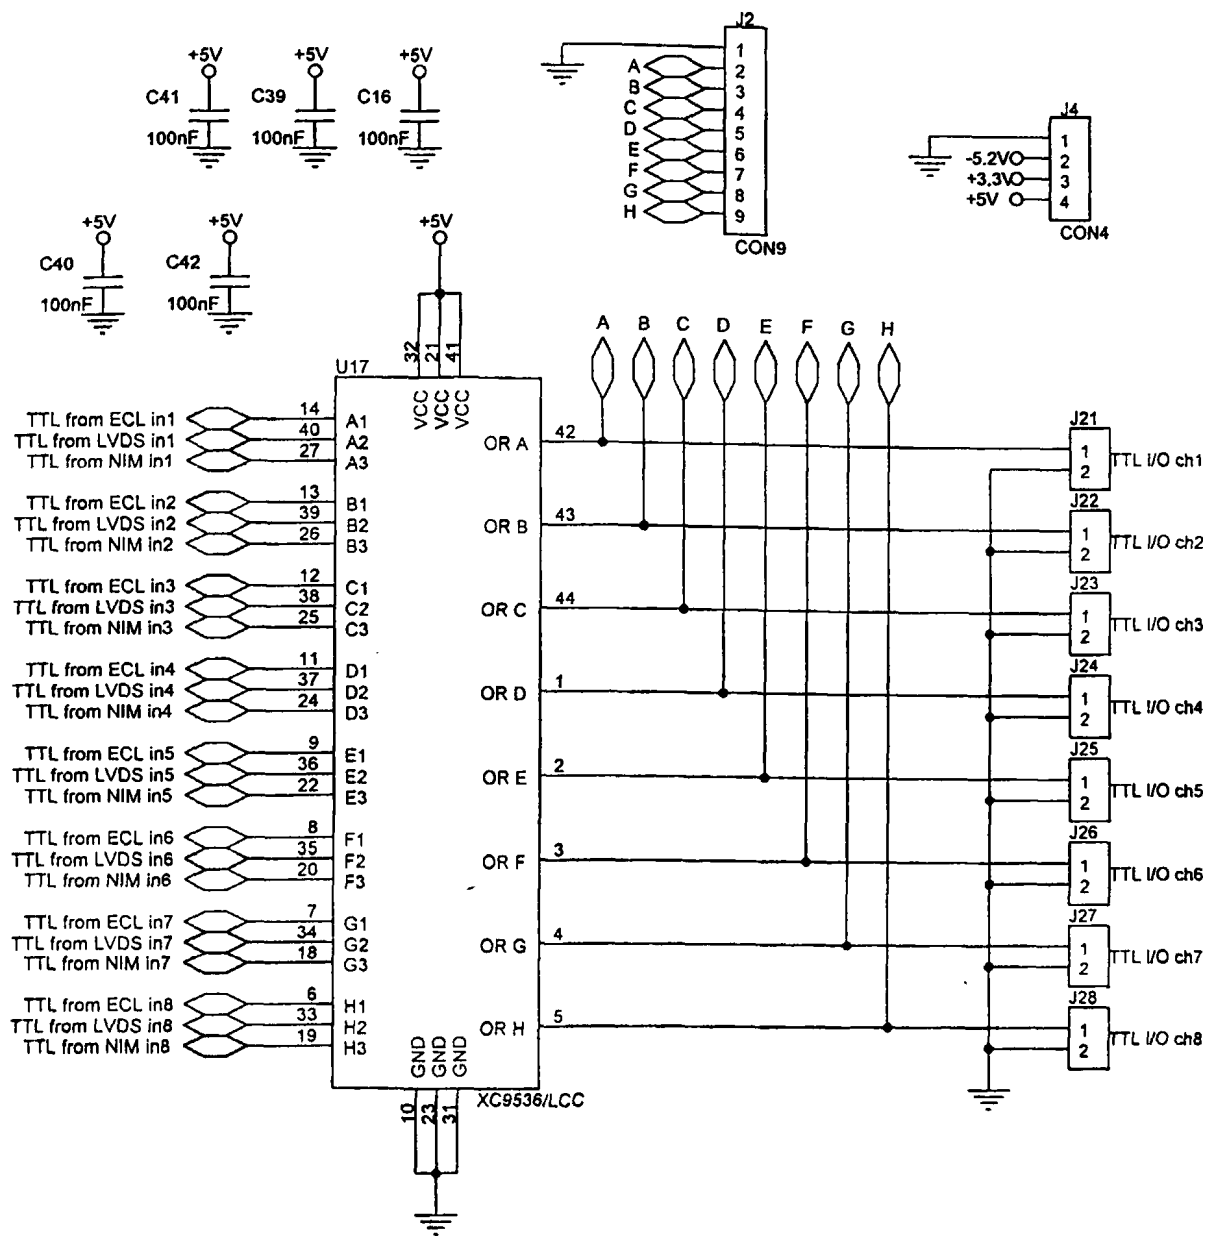 J2
1
A 2
B 3
C 4
D 5
E 6
F 7
G 8
H 9
CON9
+5V +5V +5V
C41 C39 C16
100nF 100nF 100nF
J4
1
-5.2V 2
+3.3V 3
+5V 4
CON4
+5V +5V +5V
C40 C42
100nF 100nF
A B C D E F G H
U17
32 21 41
VCC VCC VCC
TTL from ECL in1 14 A1
TTL from LVDS in1 40 A2
TTL from NIM in1 27 A3
OR A 42
J21
1
2
TTL I/O ch1
TTL from ECL in2 13 B1
TTL from LVDS in2 39 B2
TTL from NIM in2 26 B3
OR B 43
J22
1
2
TTL I/O ch2
TTL from ECL in3 12 C1
TTL from LVDS in3 38 C2
TTL from NIM in3 25 C3
OR C 44
J23
1
2
TTL I/O ch3
TTL from ECL in4 11 D1
TTL from LVDS in4 37 D2
TTL from NIM in4 24 D3
OR D 1
J24
1
2
TTL I/O ch4
TTL from ECL in5 9 E1
TTL from LVDS in5 36 E2
TTL from NIM in5 22 E3
OR E 2
J25
1
2
TTL I/O ch5
TTL from ECL in6 8 F1
TTL from LVDS in6 35 F2
TTL from NIM in6 20 F3
OR F 3
J26
1
2
TTL I/O ch6
TTL from ECL in7 7 G1
TTL from LVDS in7 34 G2
TTL from NIM in7 18 G3
OR G 4
J27
1
2
TTL I/O ch7
TTL from ECL in8 6 H1
TTL from LVDS in8 33 H2
TTL from NIM in8 19 H3
OR H 5
J28
1
2
TTL I/O ch8
GND GND GND
10 23 31
XC9536/LCC